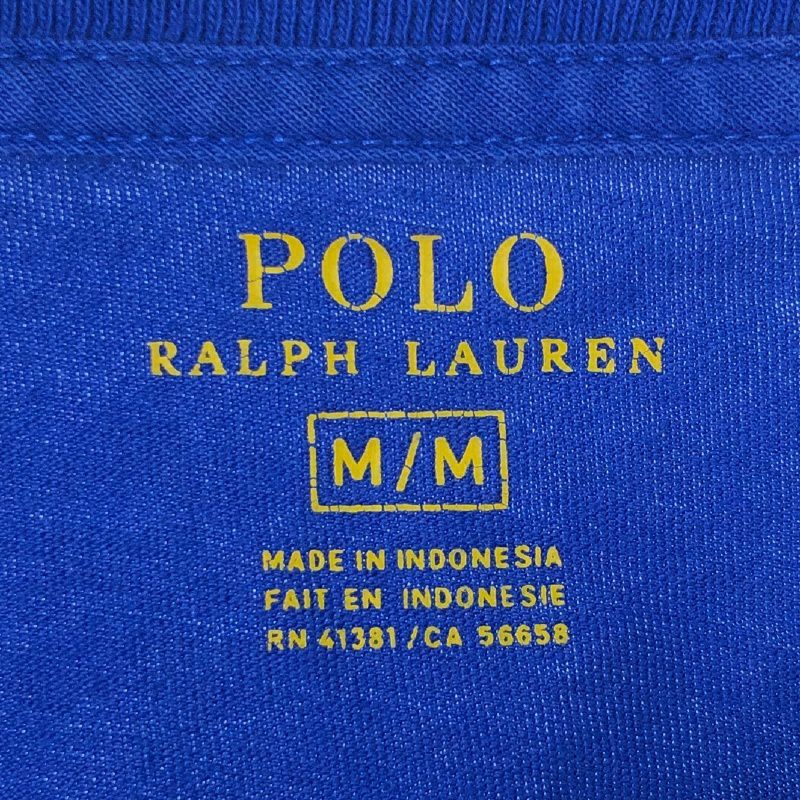 POLO
RALPH LAUREN
M/M
MADE IN INDONESIA
FAIT EN INDONESIE
RN 41381 / CA 56658